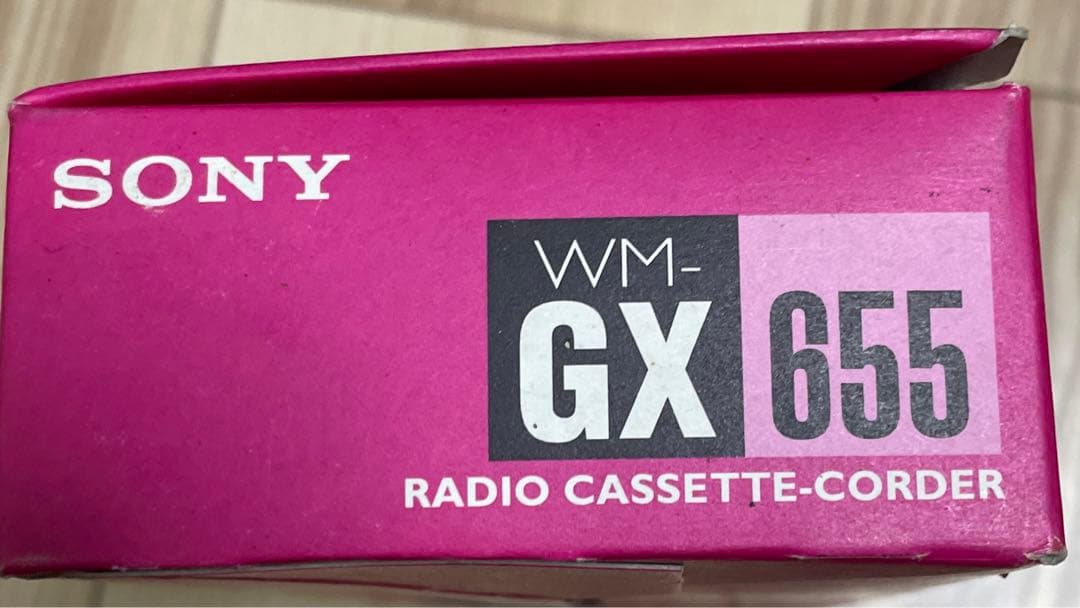 SONY
WM-
GX 655
RADIO CASSETTE-CORDER